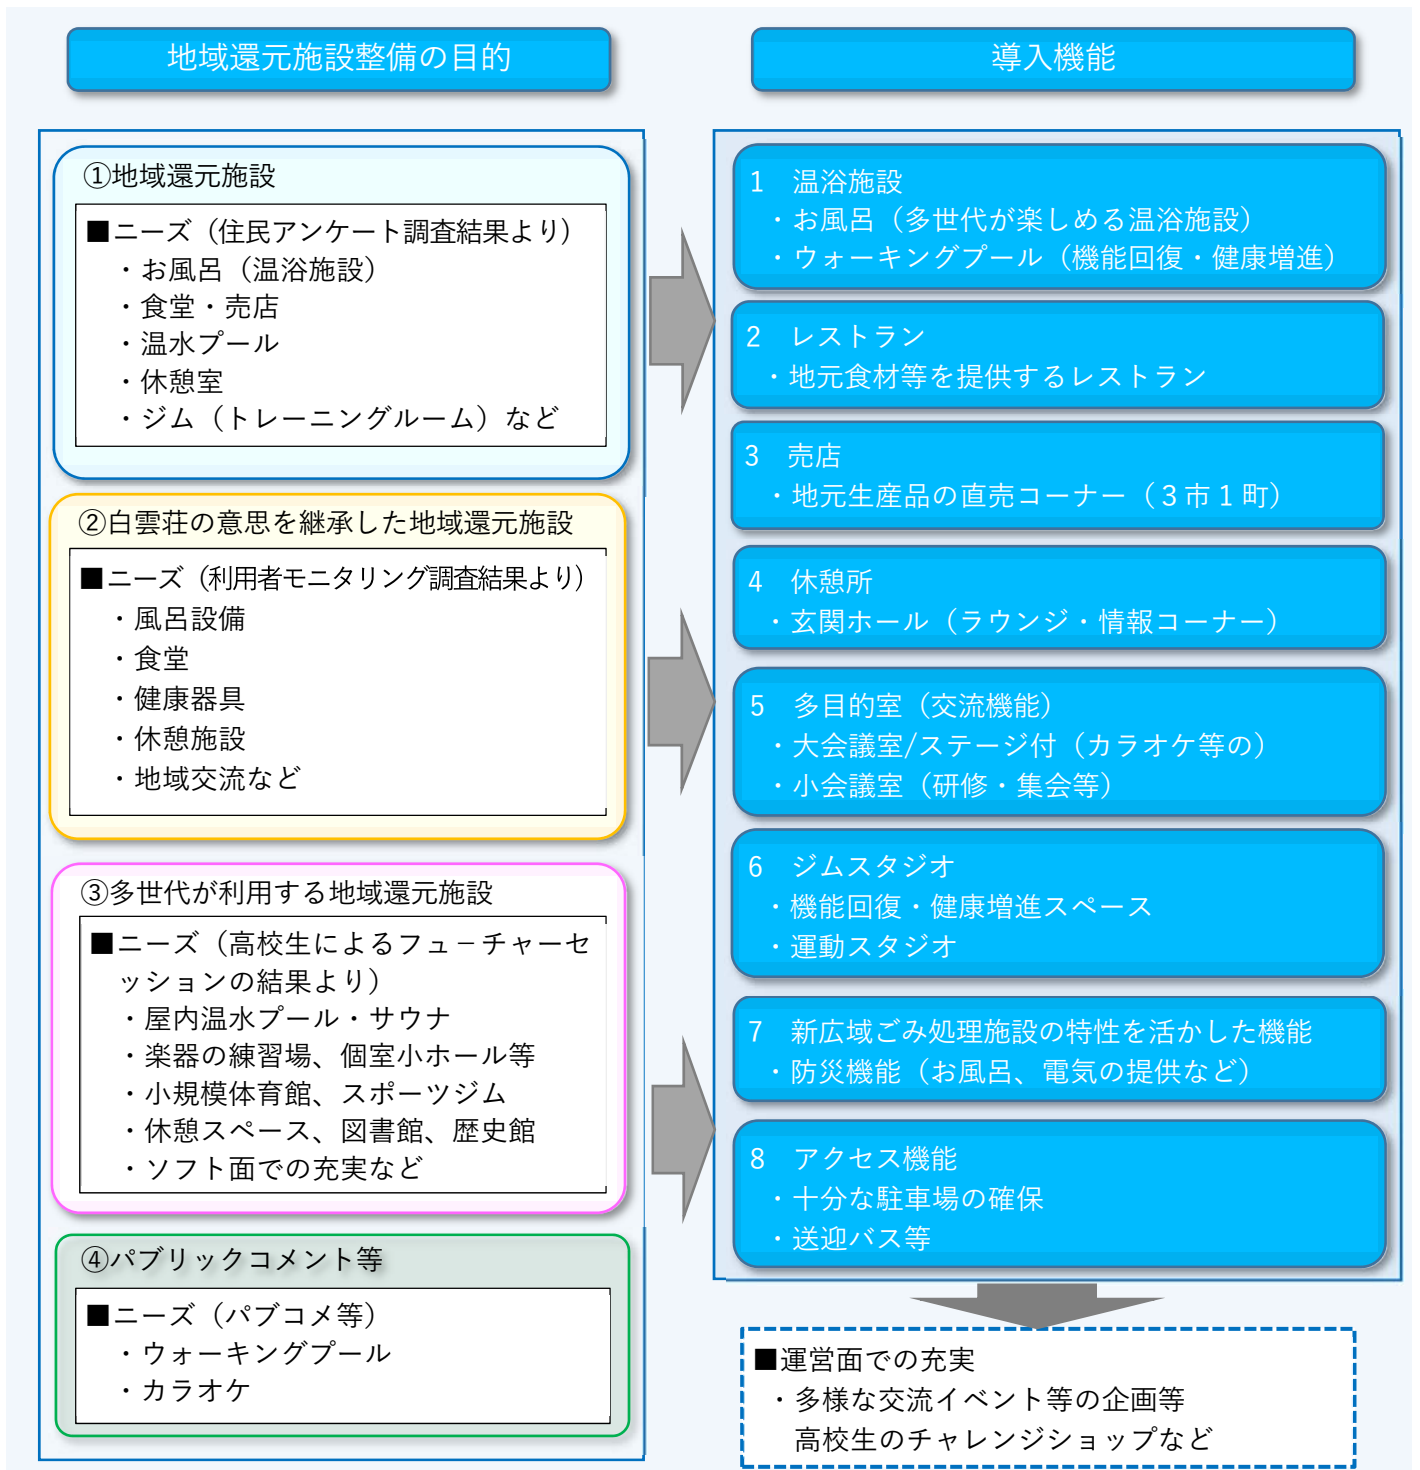 地域還元施設整備の目的
①地域還元施設
■ニーズ（住民アンケート調査結果より）
・お風呂（温浴施設）
・食堂・売店
・温水プール
・休憩室
・ジム（トレーニングルーム）など
②白雲荘の意思を継承した地域還元施設
■ニーズ（利用者モニタリング調査結果より）
・風呂設備
・食堂
・健康器具
・休憩施設
・地域交流など
③多世代が利用する地域還元施設
■ニーズ（高校生によるフュ－チャーセ
ッションの結果より）
・屋内温水プール・サウナ
・楽器の練習場、個室小ホール等
・小規模体育館、スポーツジム
・休憩スペース、図書館、歴史館
・ソフト面での充実など
④パブリックコメント等
■ニーズ（パブコメ等）
・ウォーキングプール
・カラオケ
導入機能
1　温浴施設
・お風呂（多世代が楽しめる温浴施設）
・ウォーキングプール（機能回復・健康増進）
2　レストラン
・地元食材等を提供するレストラン
3　売店
・地元生産品の直売コーナー（３市１町）
4　休憩所
・玄関ホール（ラウンジ・情報コーナー）
5　多目的室（交流機能）
・大会議室/ステージ付（カラオケ等の）
・小会議室（研修・集会等）
6　ジムスタジオ
・機能回復・健康増進スペース
・運動スタジオ
7　新広域ごみ処理施設の特性を活かした機能
・防災機能（お風呂、電気の提供など）
8　アクセス機能
・十分な駐車場の確保
・送迎バス等
■運営面での充実
・多様な交流イベント等の企画等
高校生のチャレンジショップなど